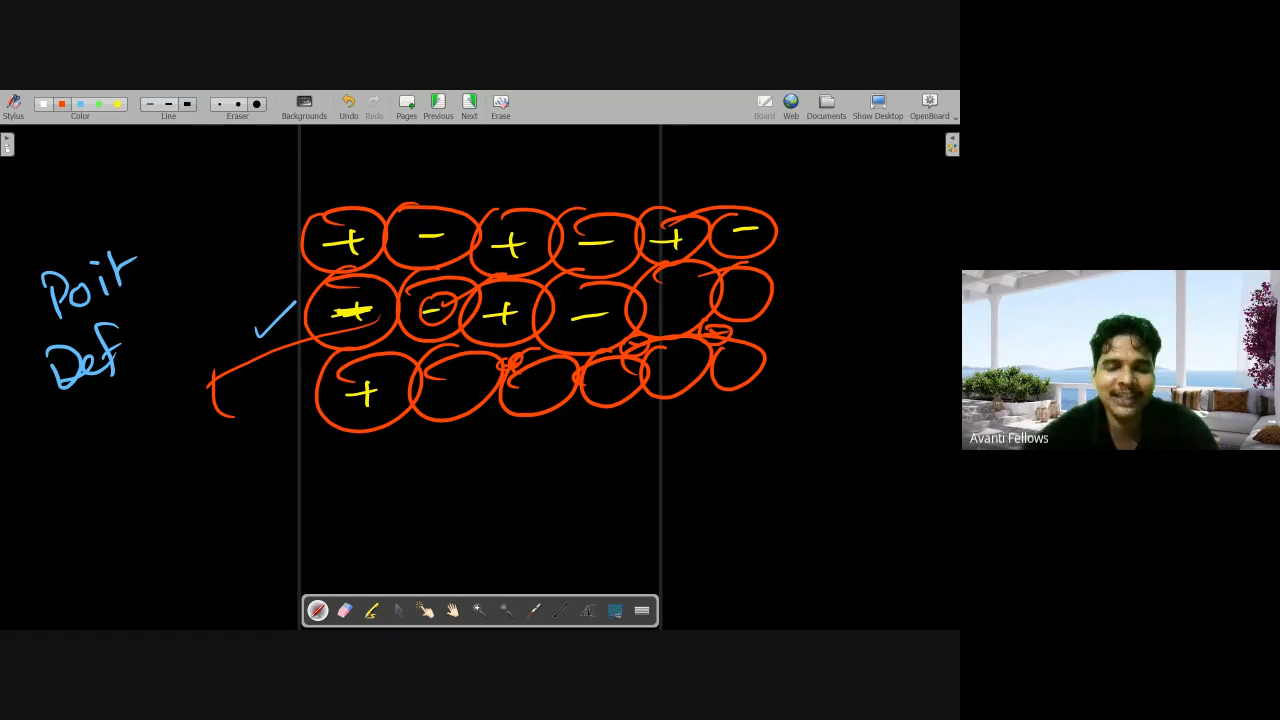 Stylus
Color
Line
Eraser
Backgrounds
Undo
Redo
Pages
Previous
Next
Erase
Board
Web
Documents
Show Desktop
OpenBoard
+ - + - + -
+ - + -
+
Poit
Def
Avanti Fellows